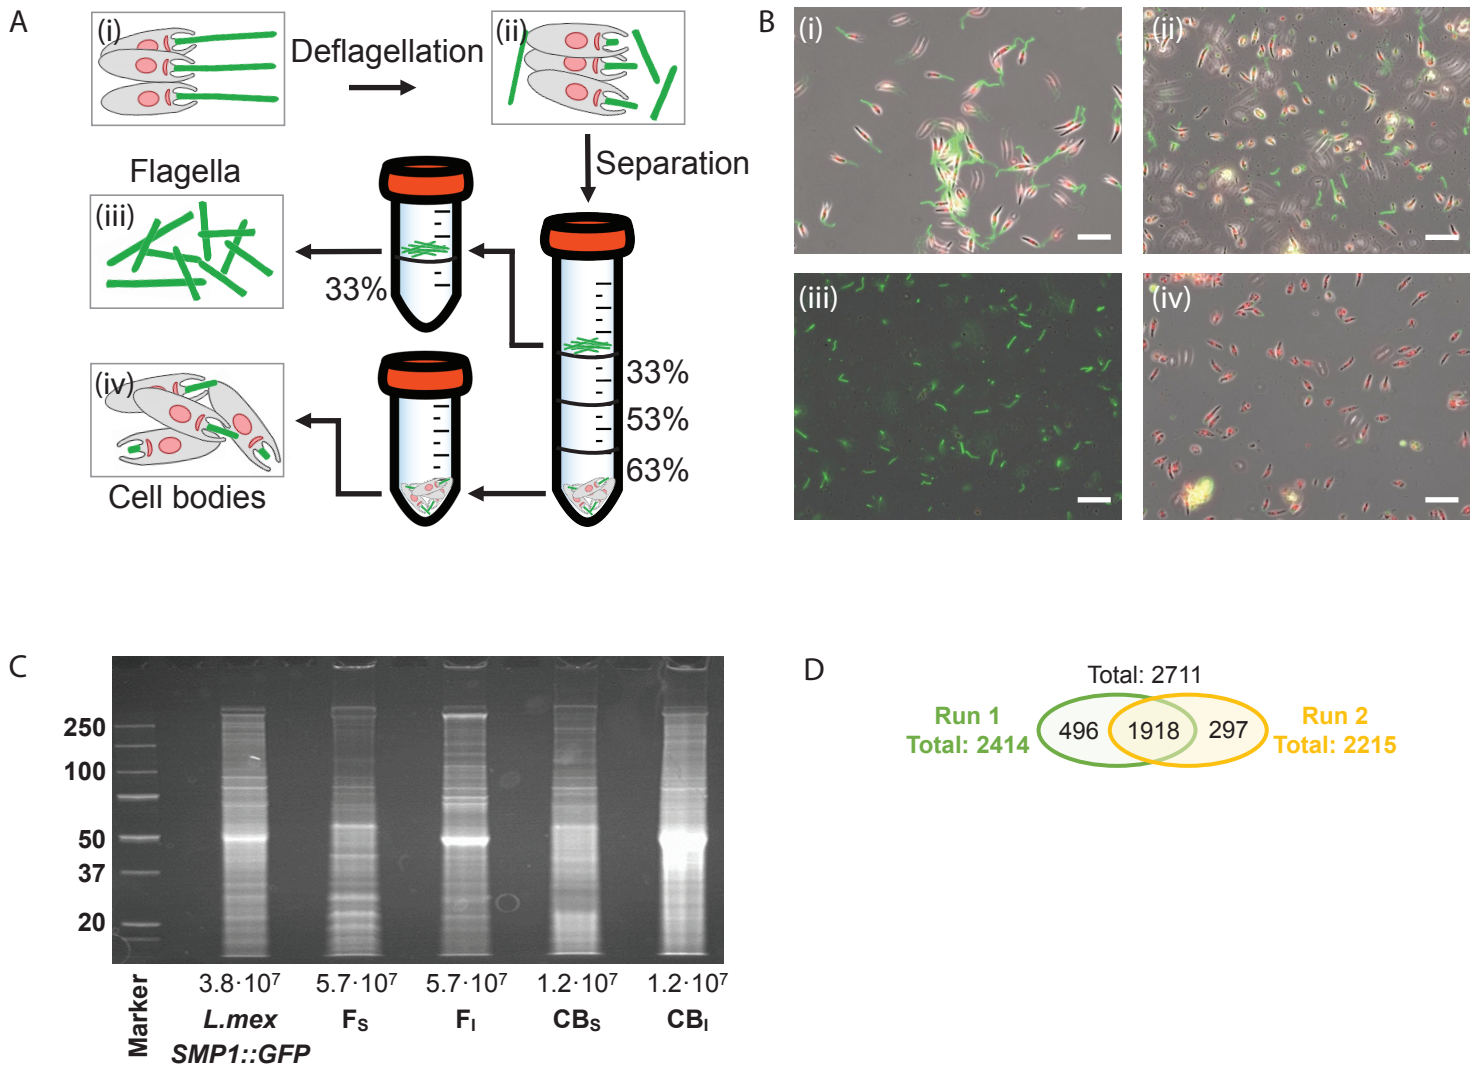 A
(i)
Deflagellation
(ii)
Separation
Flagella
(iii)
33%
33%
53%
63%
(iv)
Cell bodies
B
(i)
(ii)
(iii)
(iv)
C
250
100
50
37
20
Marker
3.8·10⁷
5.7·10⁷
5.7·10⁷
1.2·10⁷
1.2·10⁷
L.mex
SMP1::GFP
Fₛ
Fᵢ
CBₛ
CBᵢ
D
Total: 2711
Run 1
Total: 2414
496
1918
297
Run 2
Total: 2215